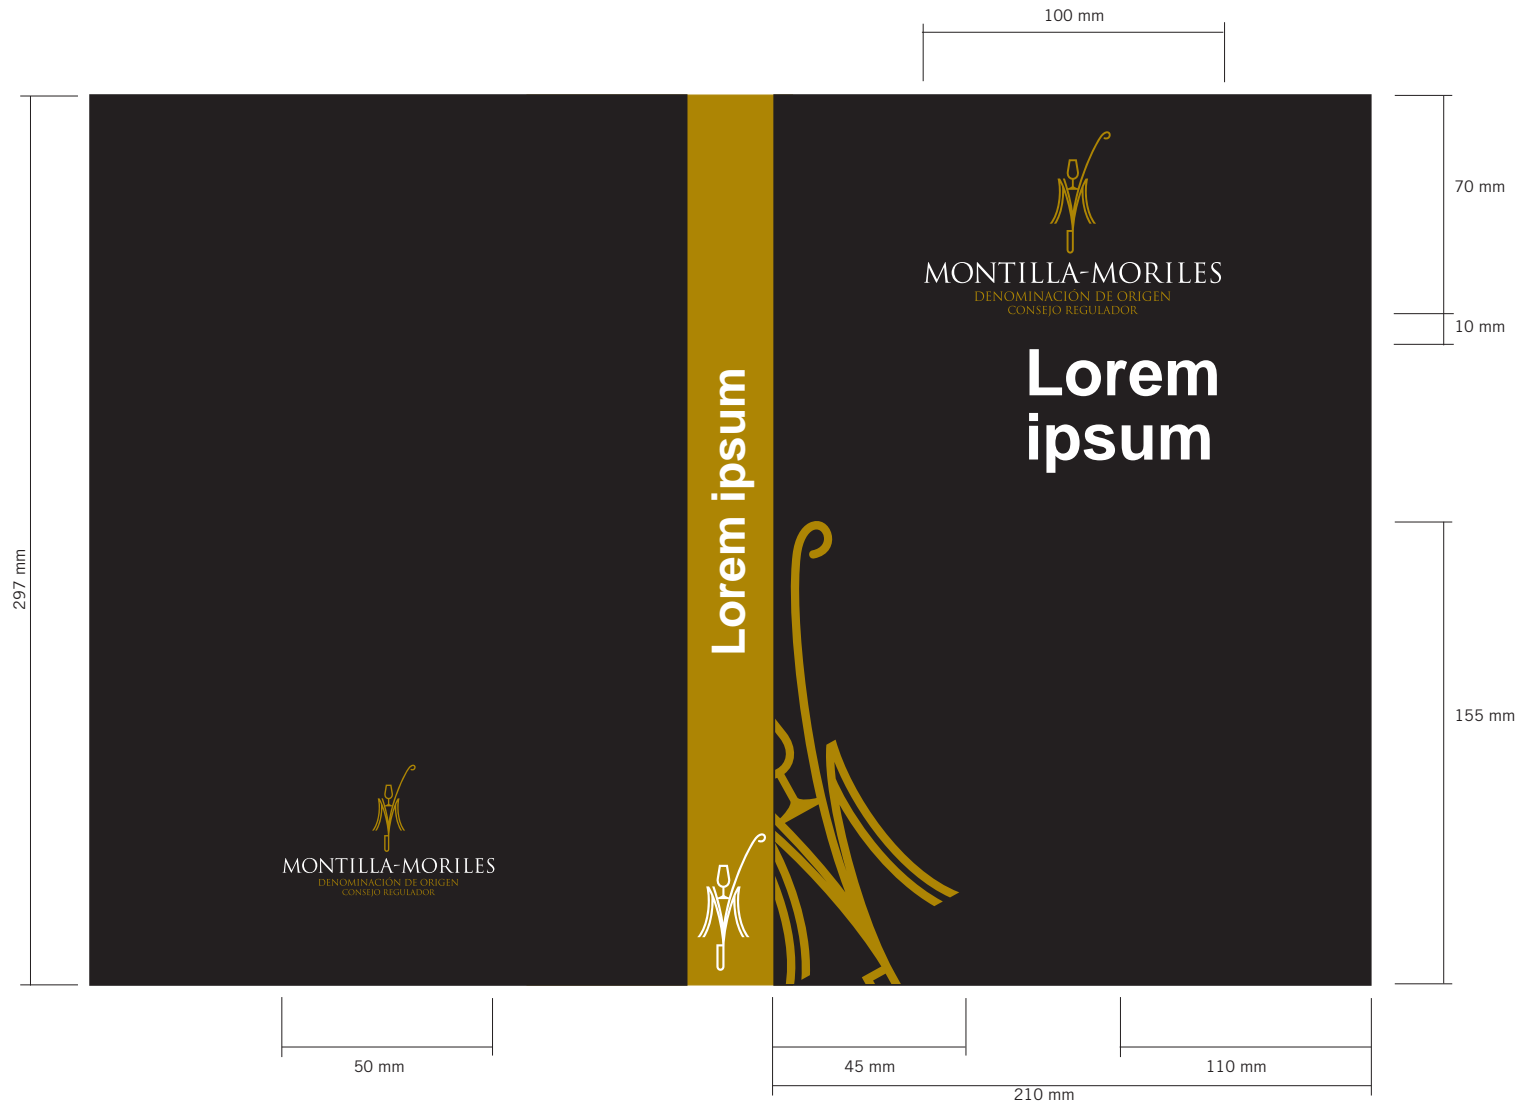 100 mm
70 mm
MONTILLA-MORILES
DENOMINACIÓN DE ORIGEN
CONSEJO REGULADOR
10 mm
Lorem
ipsum
Lorem ipsum
297 mm
155 mm
MONTILLA-MORILES
DENOMINACIÓN DE ORIGEN
CONSEJO REGULADOR
50 mm
45 mm
110 mm
210 mm